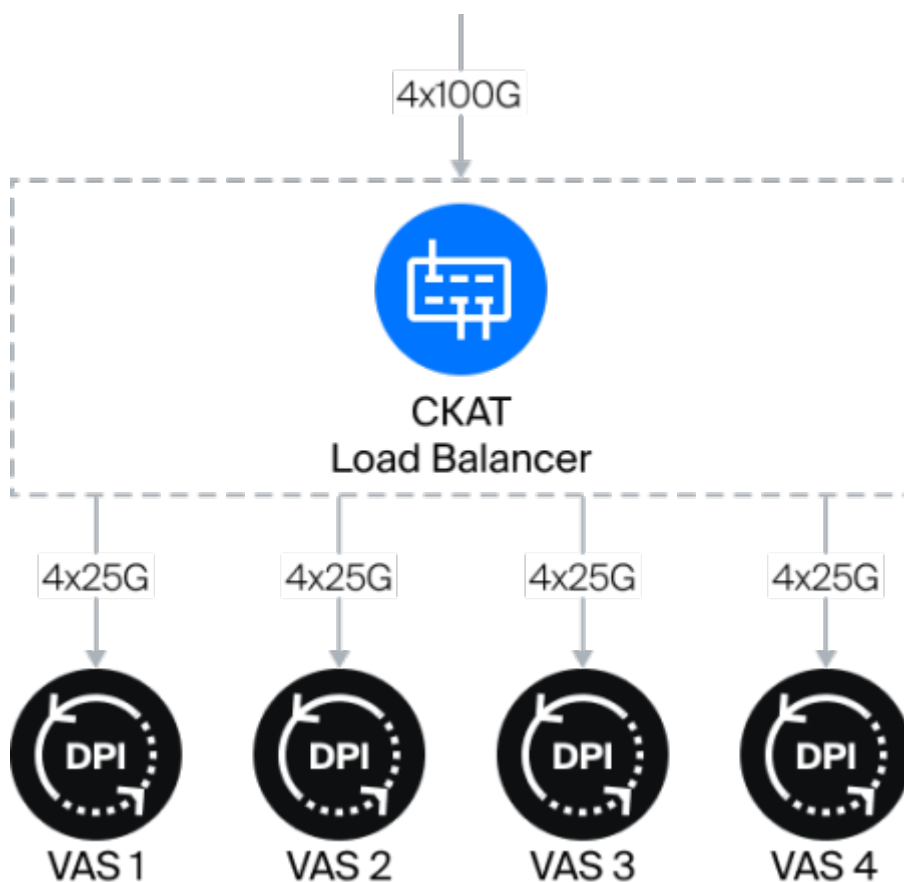 4x100G
CKAT
Load Balancer
4x25G 4x25G 4x25G 4x25G
DPI DPI DPI DPI
VAS 1 VAS 2 VAS 3 VAS 4